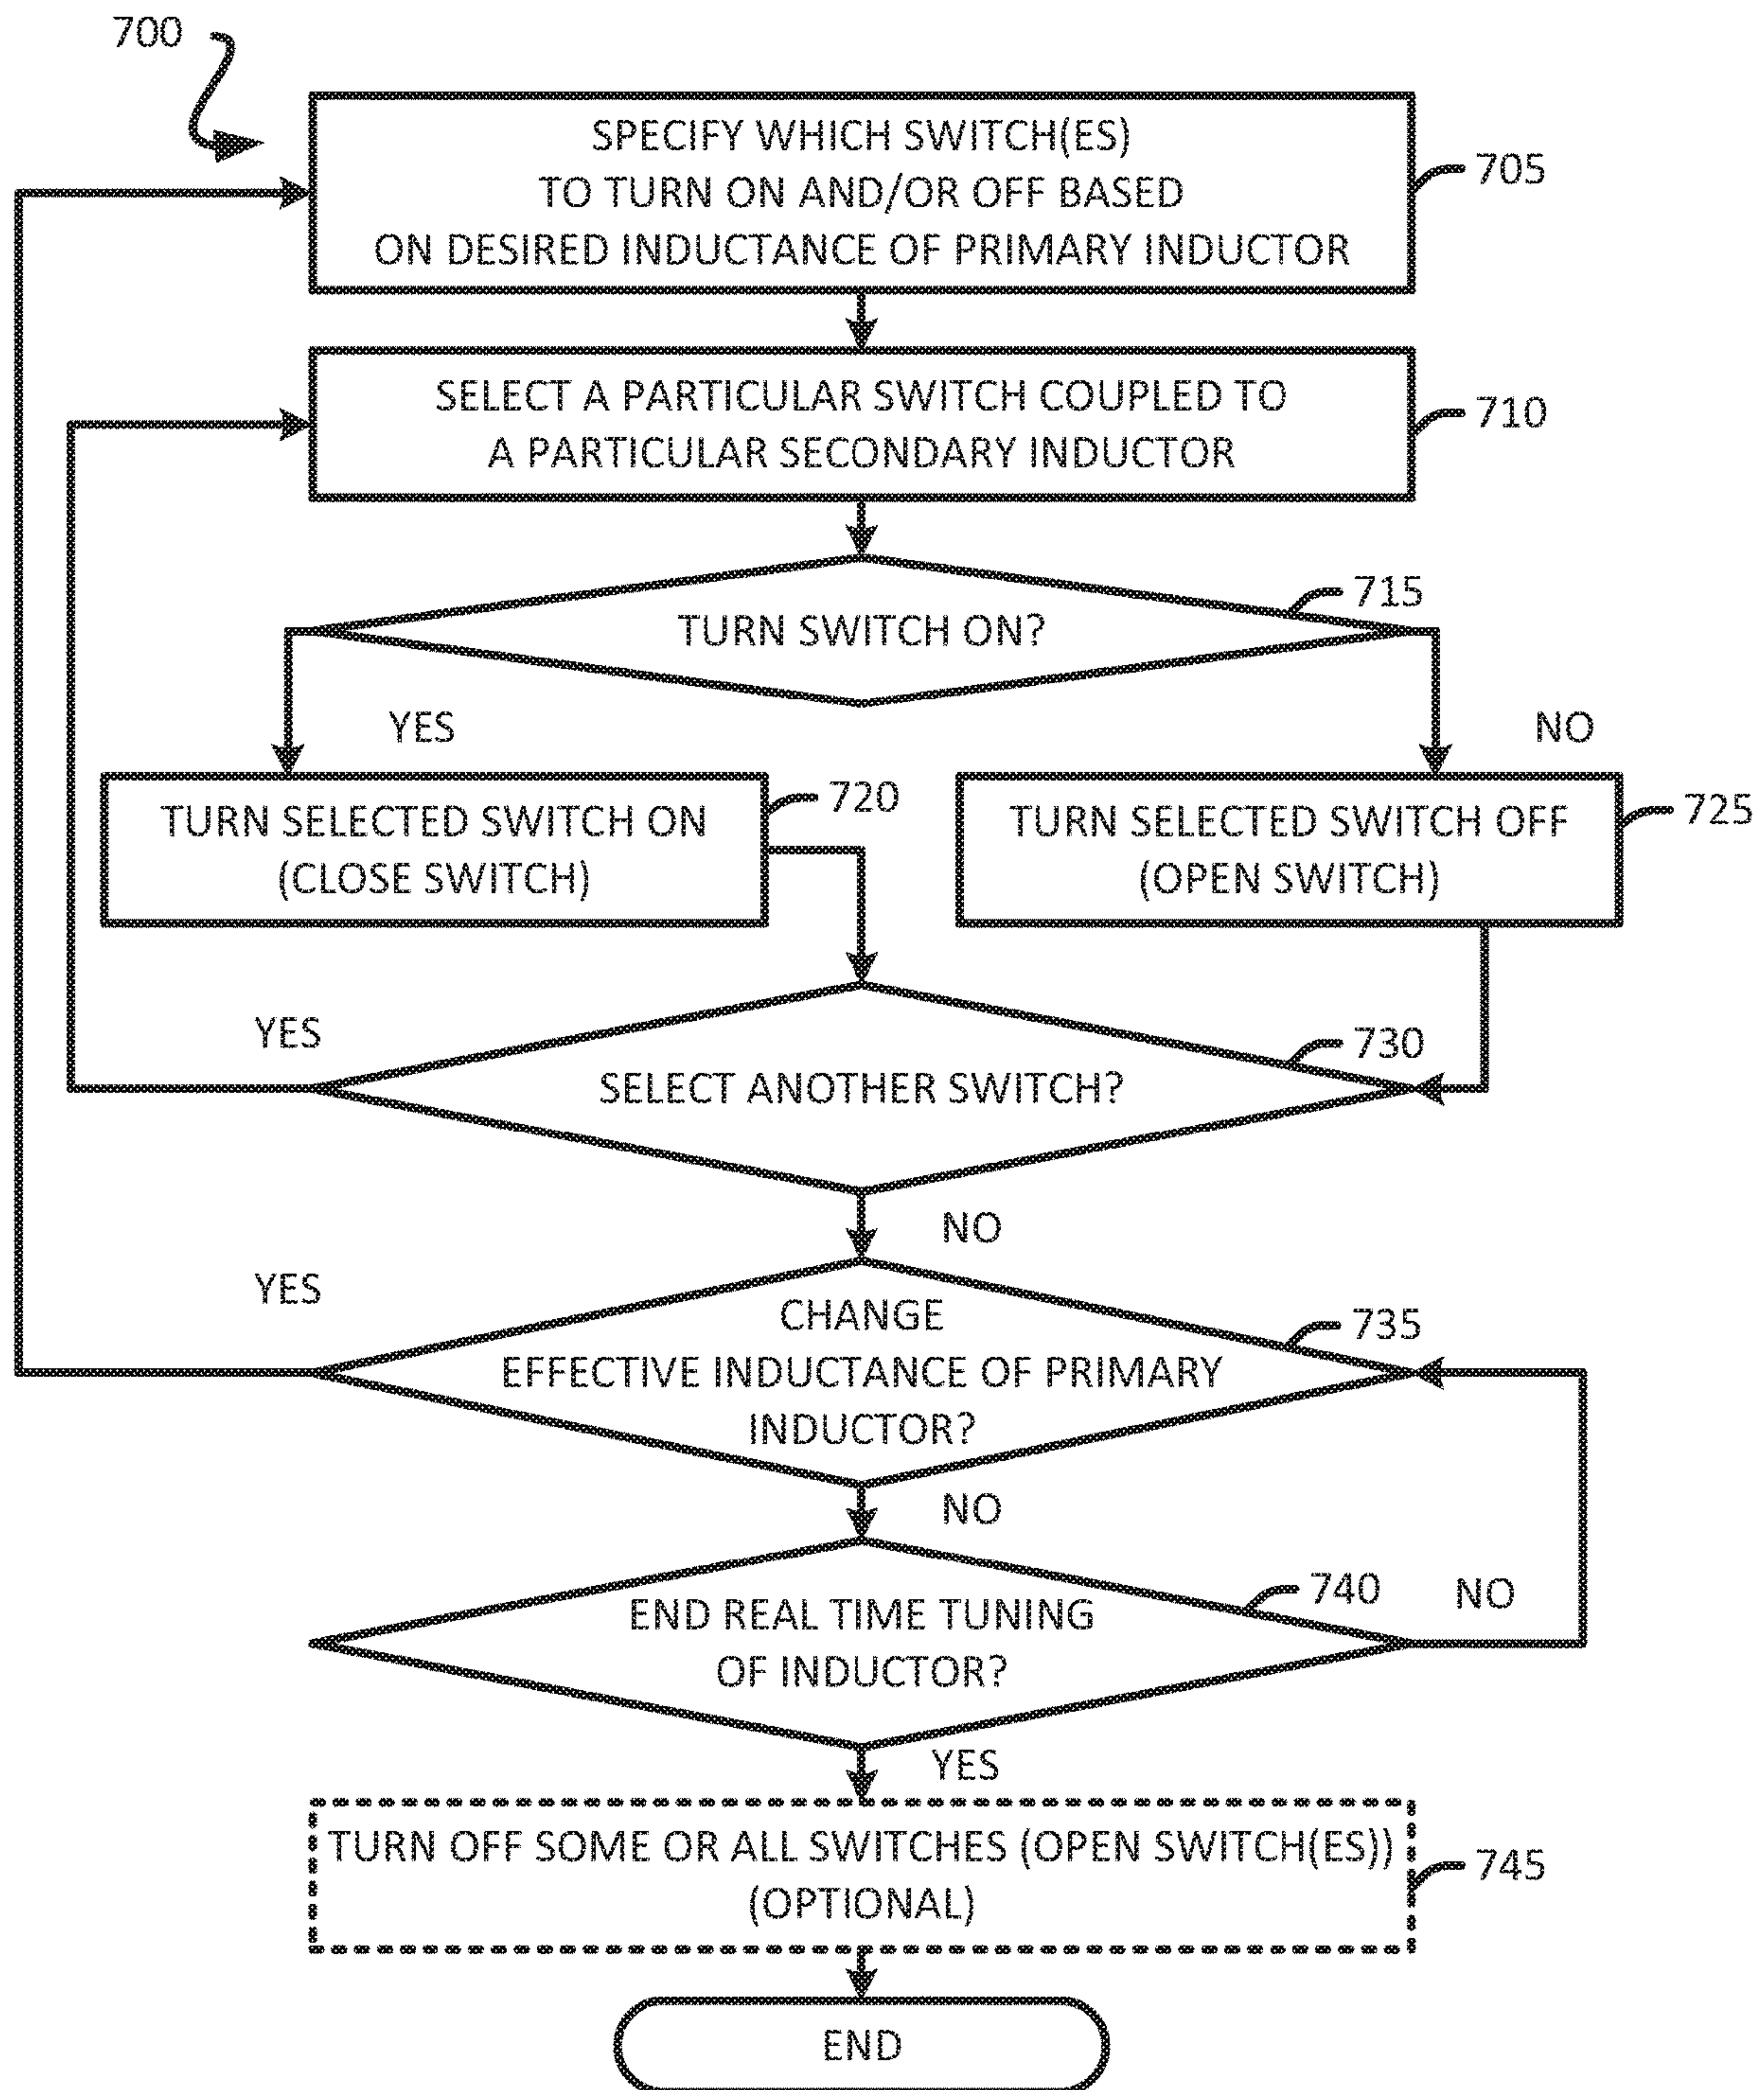 700
SPECIFY WHICH SWITCH(ES)
TO TURN ON AND/OR OFF BASED
ON DESIRED INDUCTANCE OF PRIMARY INDUCTOR
705
SELECT A PARTICULAR SWITCH COUPLED TO
A PARTICULAR SECONDARY INDUCTOR
710
TURN SWITCH ON?
715
YES
NO
TURN SELECTED SWITCH ON
(CLOSE SWITCH)
720
TURN SELECTED SWITCH OFF
(OPEN SWITCH)
725
YES
SELECT ANOTHER SWITCH?
730
NO
YES
CHANGE
EFFECTIVE INDUCTANCE OF PRIMARY
INDUCTOR?
735
NO
END REAL TIME TUNING
OF INDUCTOR?
740
NO
YES
TURN OFF SOME OR ALL SWITCHES (OPEN SWITCH(ES))
(OPTIONAL)
745
END